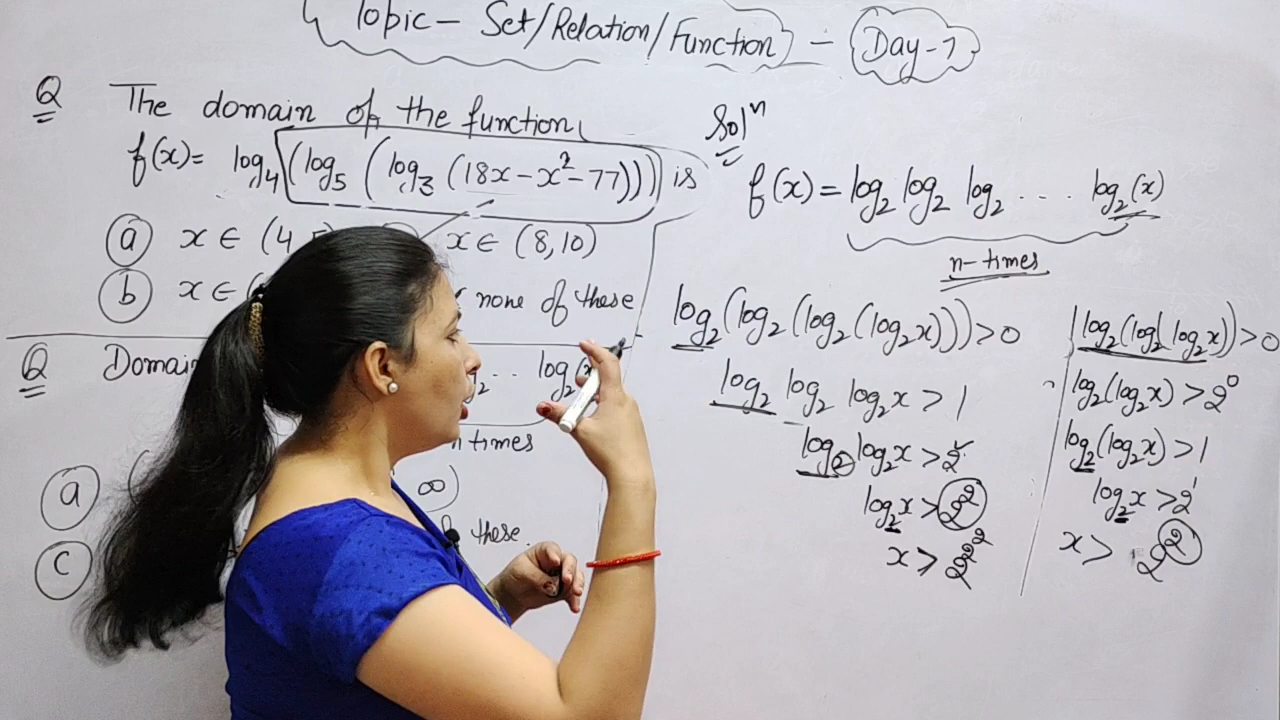 Topic - Set/Relation/Function - Day-7
Q The domain of the function
f(x) = log₄(log₅(log₃(18x - x² - 77))) is
(a) x ∈ (4, x ∈ (8,10)
(b) x ∈ ( none of these
Q Domain ₂.. log₂(x
n times
(a) ( ∞)
(c) these.
Solⁿ
f(x) = log₂ log₂ log₂ .... log₂(x)
n-times
log₂(log₂(log₂(log₂x))) > 0
log₂ log₂ log₂x > 1
log₂ log₂x > 2
log₂x > 2²
x > 2^2^2
log₂(log₂ log₂x)) > 0
log₂(log₂x) > 2⁰
log₂(log₂x) > 1
log₂x > 2¹
x > 2²